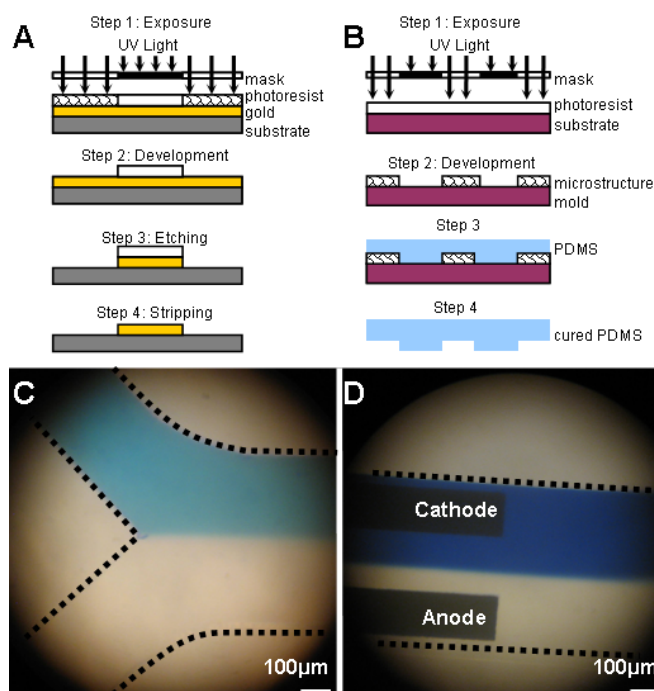 A
Step 1: Exposure
UV Light
mask
photoresist
gold
substrate
Step 2: Development
Step 3: Etching
Step 4: Stripping
B
Step 1: Exposure
UV Light
mask
photoresist
substrate
Step 2: Development
microstructure
mold
Step 3
PDMS
Step 4
cured PDMS
C
100µm
D
Cathode
Anode
100µm